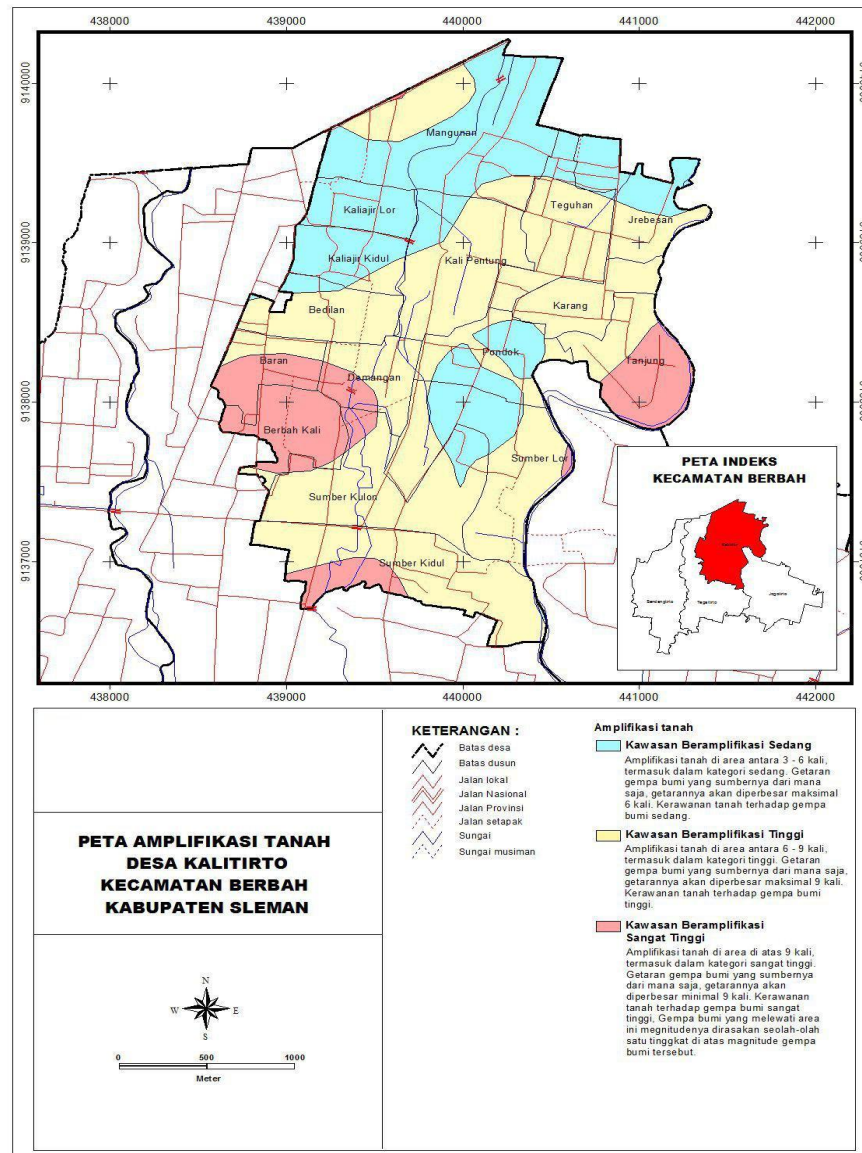 438000 439000 440000 441000 442000
9140000
9139000
9138000
9137000
Mangunan
Teguhan
Kaliajir Lor
Jrebesan
Kaliajir Kidul
Kali Pentung
Bedilan
Karang
Baran
Pondok
Tanjung
Demangan
Berbah Kali
Sumber Lor
Sumber Kulon
Sumber Kidul
PETA INDEKS
KECAMATAN BERBAH
438000 439000 440000 441000 442000
PETA AMPLIFIKASI TANAH
DESA KALITIRTO
KECAMATAN BERBAH
KABUPATEN SLEMAN
N
W E
S
0 500 1000
Meter
KETERANGAN :
Batas desa
Batas dusun
Jalan lokal
Jalan Nasional
Jalan Provinsi
Jalan setapak
Sungai
Sungai musiman
Amplifikasi tanah
Kawasan Beramplifikasi Sedang
Amplifikasi tanah di area antara 3 - 6 kali,
termasuk dalam kategori sedang. Getaran
gempa bumi yang sumbernya dari mana
saja, getarannya akan diperbesar maksimal
6 kali. Kerawanan tanah terhadap gempa
bumi sedang.
Kawasan Beramplifikasi Tinggi
Amplifikasi tanah di area antara 6 - 9 kali,
termasuk dalam kategori tinggi. Getaran
gempa bumi yang sumbernya dari mana saja,
getarannya akan diperbesar maksimal 9 kali.
Kerawanan tanah terhadap gempa bumi
tinggi.
Kawasan Beramplifikasi
Sangat Tinggi
Amplifikasi tanah di area di atas 9 kali,
termasuk dalam kategori sangat tinggi.
Getaran gempa bumi yang sumbernya
dari mana saja, getarannya akan
diperbesar minimal 9 kali. Kerawanan
tanah terhadap gempa bumi sangat
tinggi, Gempa bumi yang melewati area
ini megnitudenya dirasakan seolah-olah
satu tinggkat di atas magnitude gempa
bumi tersebut.